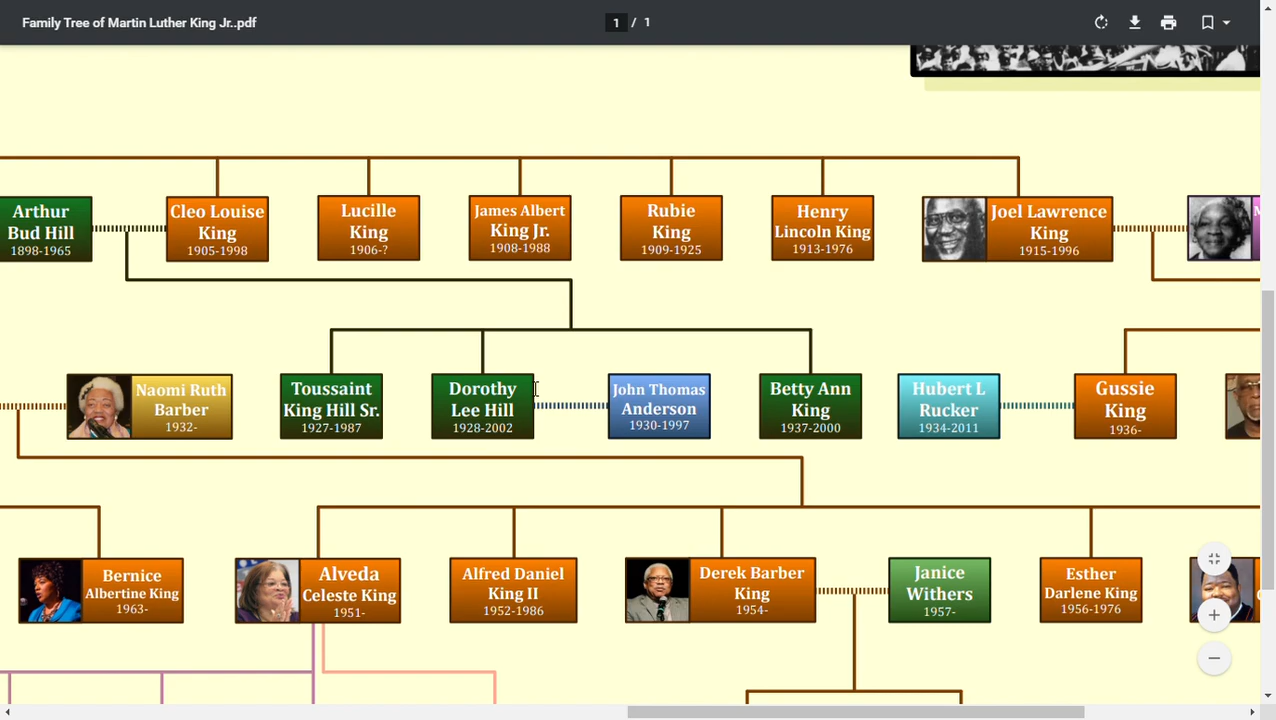 Family Tree of Martin Luther King Jr..pdf
1 / 1
Arthur
Bud Hill
1898-1965
Cleo Louise
King
1905-1998
Lucille
King
1906-?
James Albert
King Jr.
1908-1988
Rubie
King
1909-1925
Henry
Lincoln King
1913-1976
Joel Lawrence
King
1915-1996
Naomi Ruth
Barber
1932-
Toussaint
King Hill Sr.
1927-1987
Dorothy
Lee Hill
1928-2002
John Thomas
Anderson
1930-1997
Betty Ann
King
1937-2000
Hubert L
Rucker
1934-2011
Gussie
King
1936-
Bernice
Albertine King
1963-
Alveda
Celeste King
1951-
Alfred Daniel
King II
1952-1986
Derek Barber
King
1954-
Janice
Withers
1957-
Esther
Darlene King
1956-1976